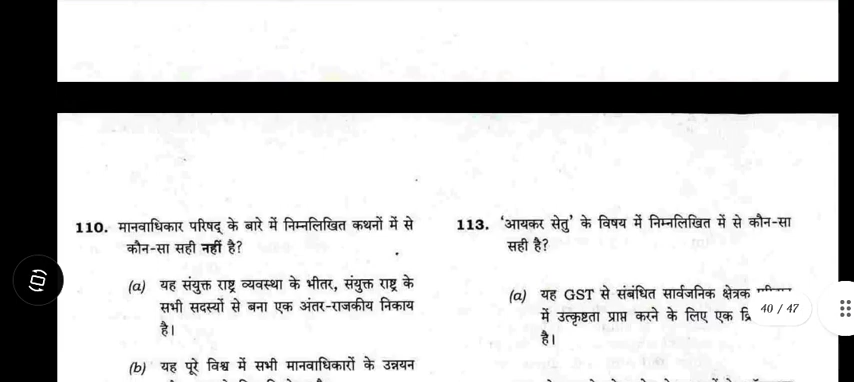 110. मानवाधिकार परिषद् के बारे में निम्नलिखित कथनों में से
कौन-सा सही नहीं है?
(a) यह संयुक्त राष्ट्र व्यवस्था के भीतर, संयुक्त राष्ट्र के
सभी सदस्यों से बना एक अंतर-राजकीय निकाय
है।
(b) यह पूरे विश्व में सभी मानवाधिकारों के उन्नयन
113. 'आयकर सेतु' के विषय में निम्नलिखित में से कौन-सा
सही है?
(a) यह GST से संबंधित सार्वजनिक क्षेत्रक
में उत्कृष्टता प्राप्त करने के लिए एक
है।
40 / 47